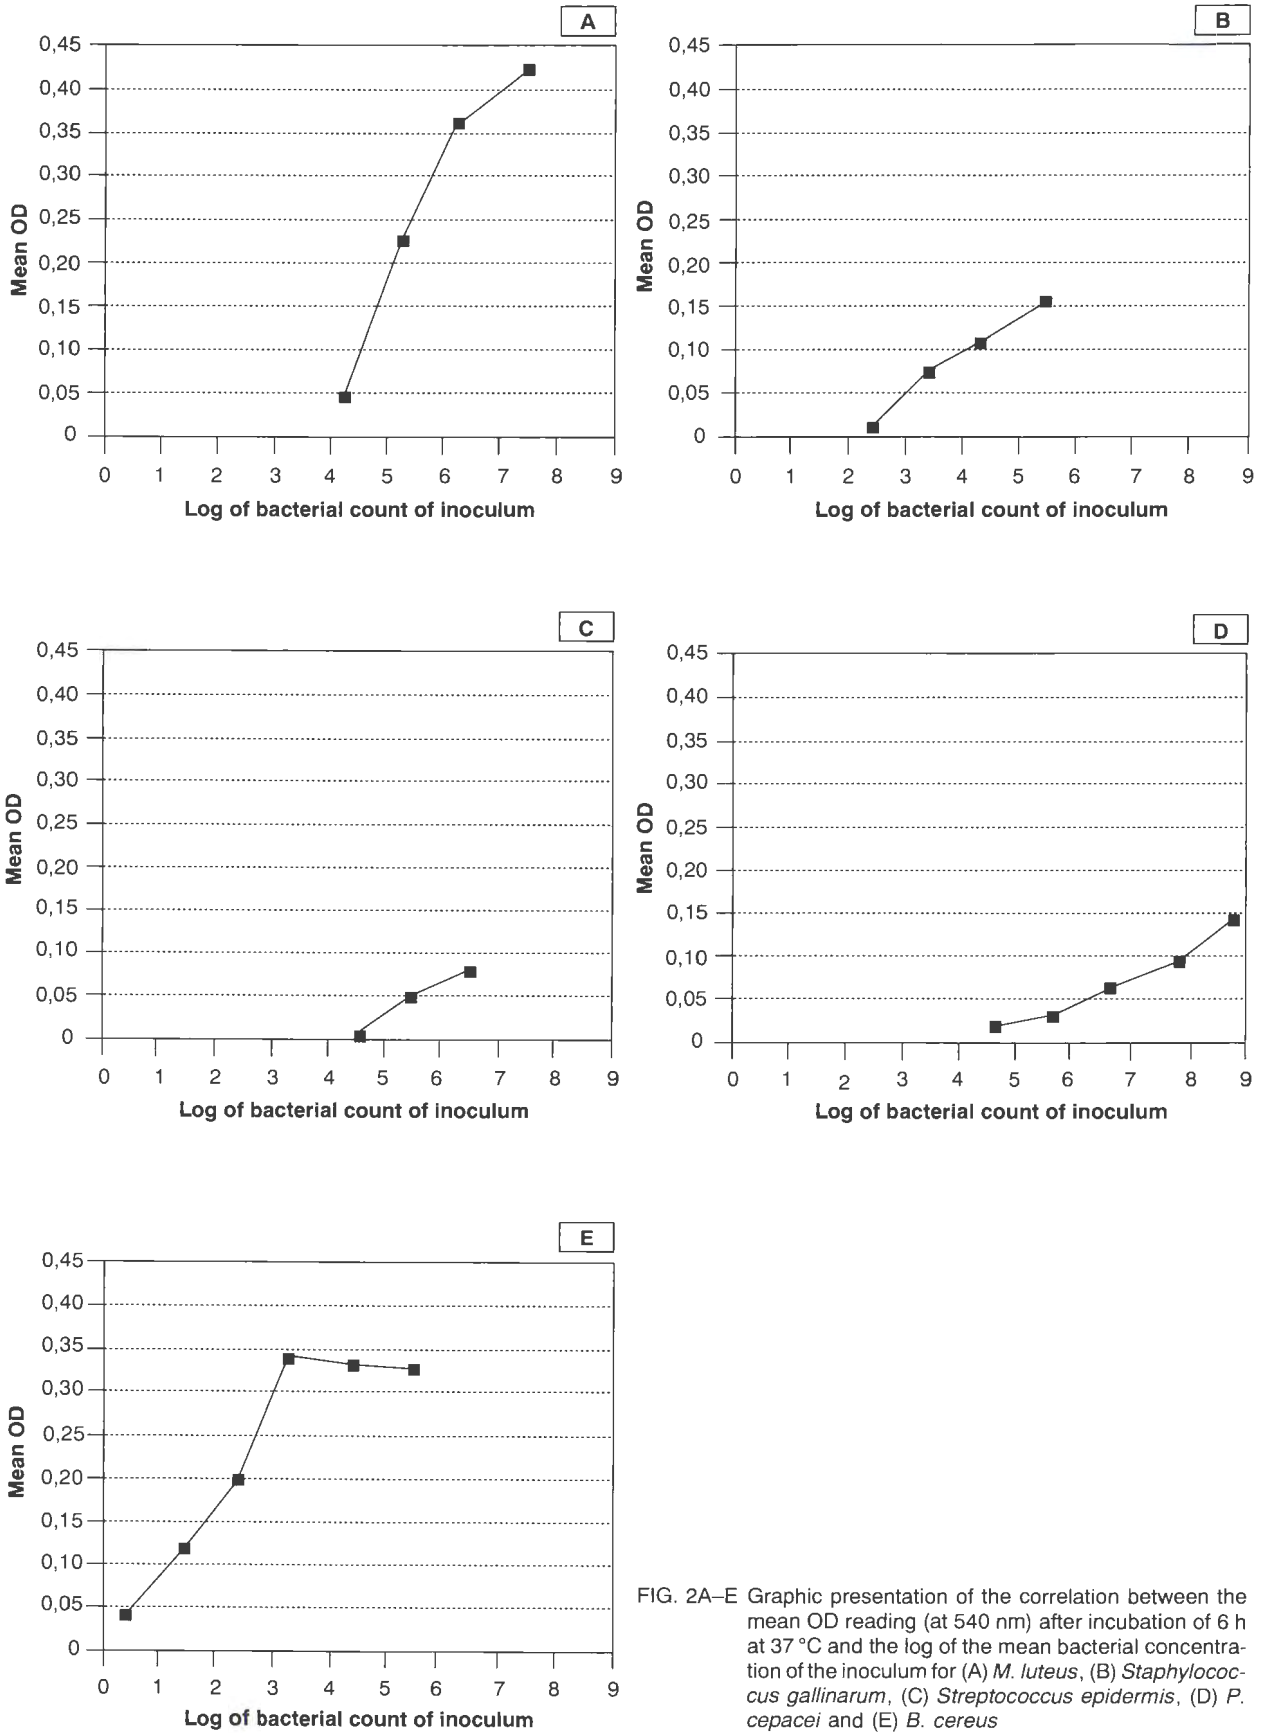 A
0,45
0,40
0,35
0,30
0,25
0,20
0,15
0,10
0,05
0
Mean OD
0 1 2 3 4 5 6 7 8 9
Log of bacterial count of inoculum
B
0,45
0,40
0,35
0,30
0,25
0,20
0,15
0,10
0,05
0
Mean OD
0 1 2 3 4 5 6 7 8 9
Log of bacterial count of inoculum
C
0,45
0,40
0,35
0,30
0,25
0,20
0,15
0,10
0,05
0
Mean OD
0 1 2 3 4 5 6 7 8 9
Log of bacterial count of inoculum
D
0,45
0,40
0,35
0,30
0,25
0,20
0,15
0,10
0,05
0
Mean OD
0 1 2 3 4 5 6 7 8 9
Log of bacterial count of inoculum
E
0,45
0,40
0,35
0,30
0,25
0,20
0,15
0,10
0,05
0
Mean OD
0 1 2 3 4 5 6 7 8 9
Log of bacterial count of inoculum
FIG. 2A–E Graphic presentation of the correlation between the
mean OD reading (at 540 nm) after incubation of 6 h
at 37 °C and the log of the mean bacterial concentra-
tion of the inoculum for (A) M. luteus, (B) Staphylococ-
cus gallinarum, (C) Streptococcus epidermis, (D) P.
cepacei and (E) B. cereus